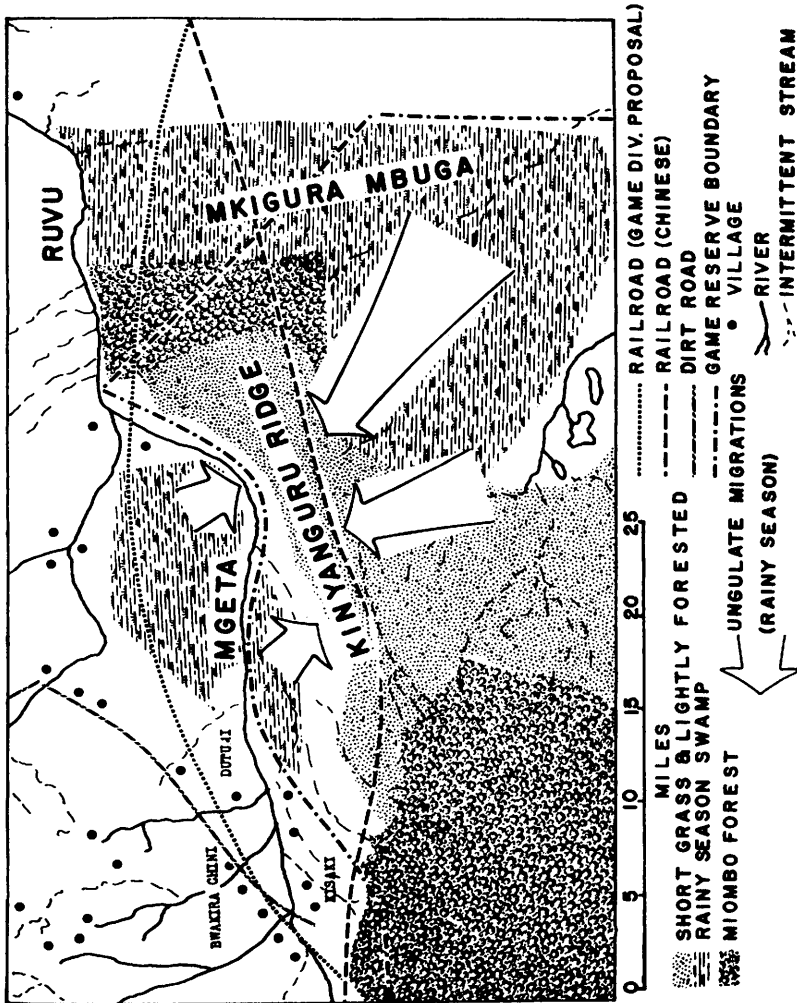 RUVU
MKIGURA MBUGA
KINYANGURU RIDGE
MGETA
DUTUJI
BWAKIRA CHINI
KISAKI
0 5 10 15 20 25
MILES
SHORT GRASS & LIGHTLY FORESTED
RAINY SEASON SWAMP
MIOMBO FOREST
UNGULATE MIGRATIONS
(RAINY SEASON)
RAILROAD (GAME DIV. PROPOSAL)
RAILROAD (CHINESE)
DIRT ROAD
GAME RESERVE BOUNDARY
VILLAGE
RIVER
INTERMITTENT STREAM